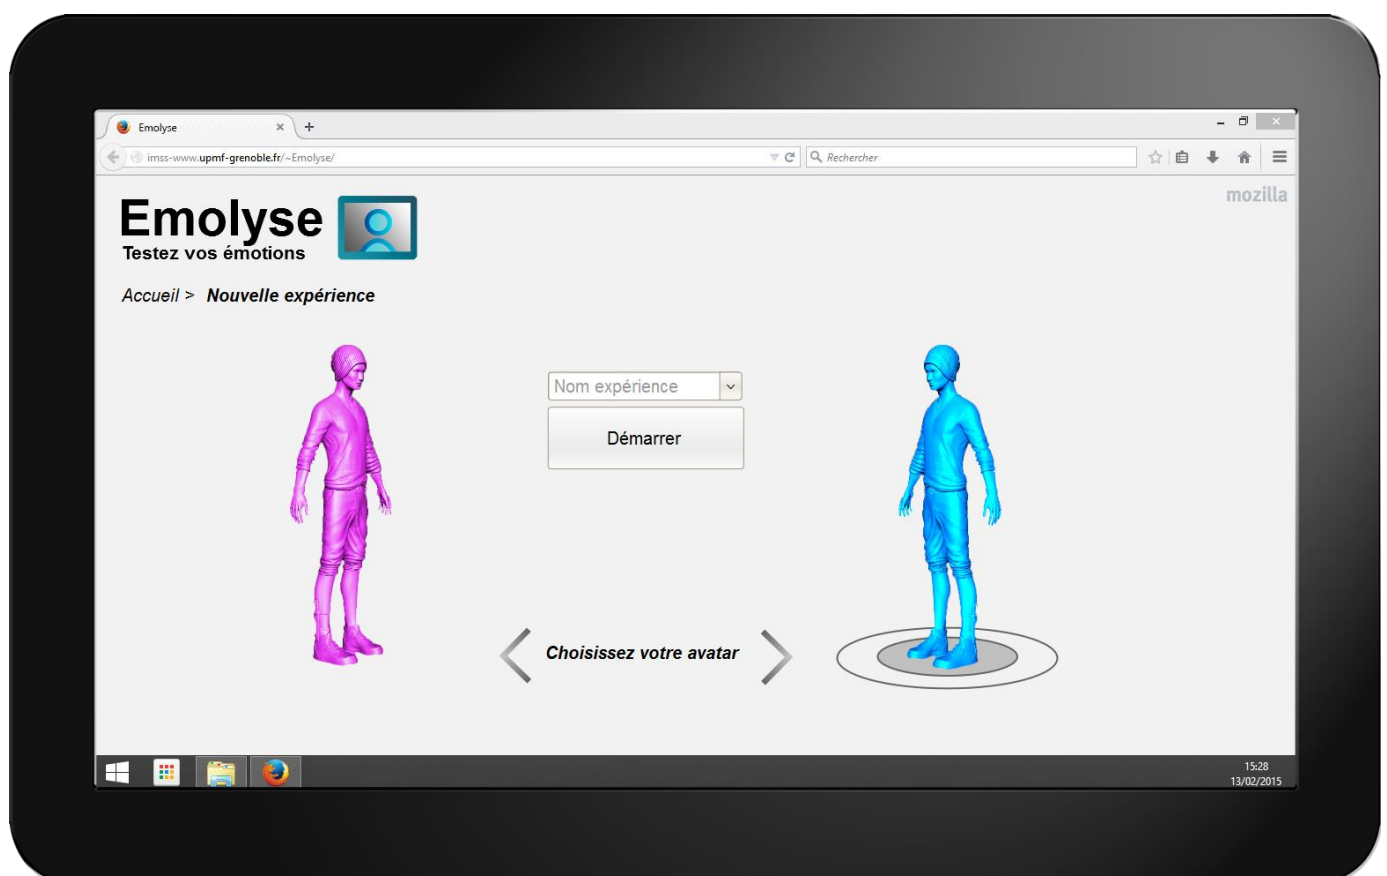 Emolyse
imss-www.upmf-grenoble.fr/~Emolyse/
Rechercher
mozilla
Emolyse
Testez vos émotions
Accueil > Nouvelle expérience
Nom expérience
Démarrer
Choisissez votre avatar
15:28
13/02/2015